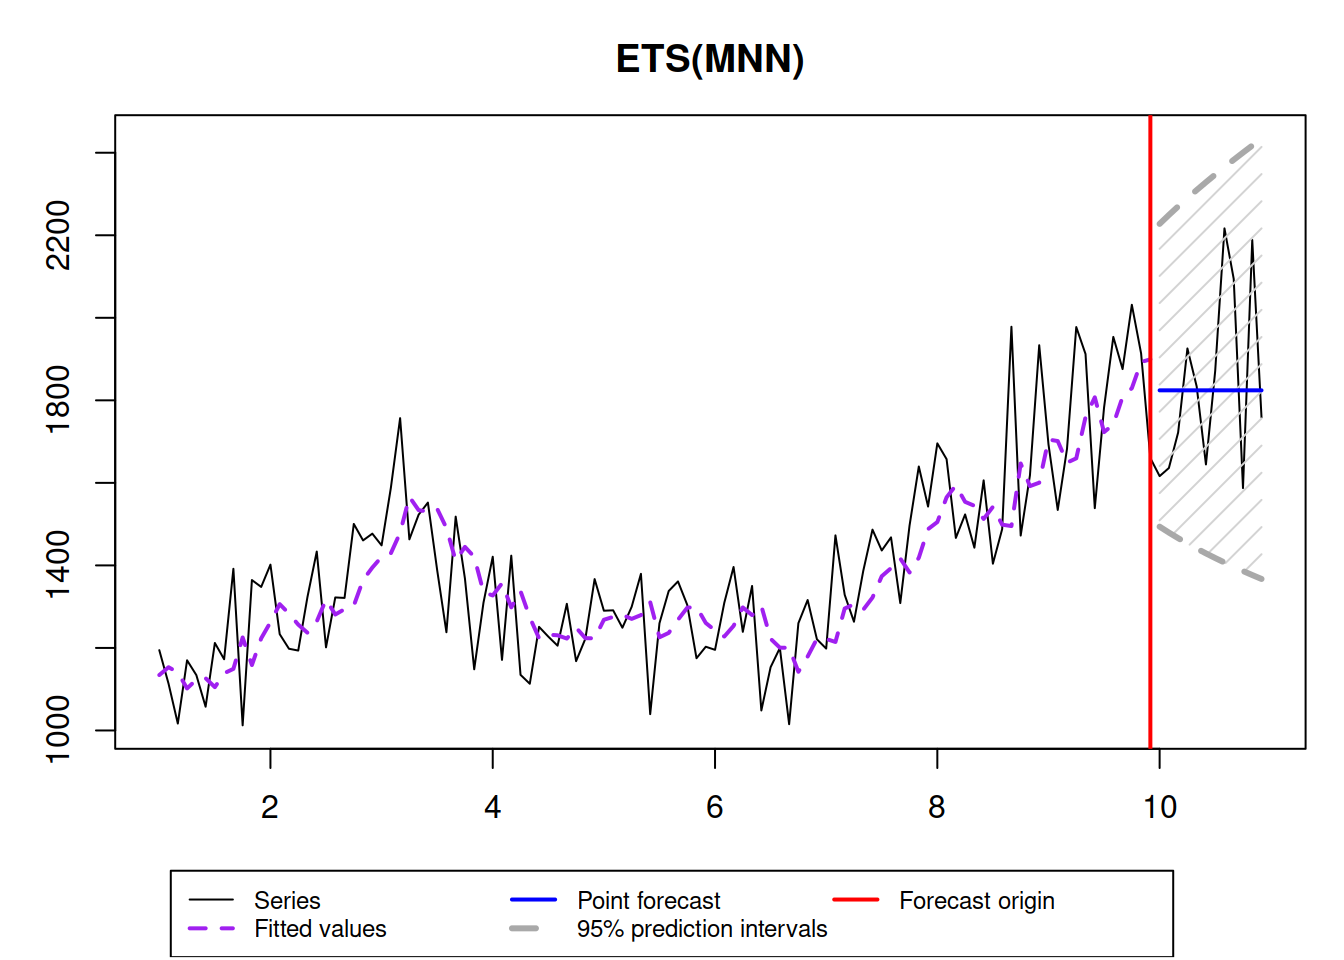 ETS(MNN)
2200
1800
1400
1000
2 4 6 8 10
Series Point forecast Forecast origin
Fitted values 95% prediction intervals